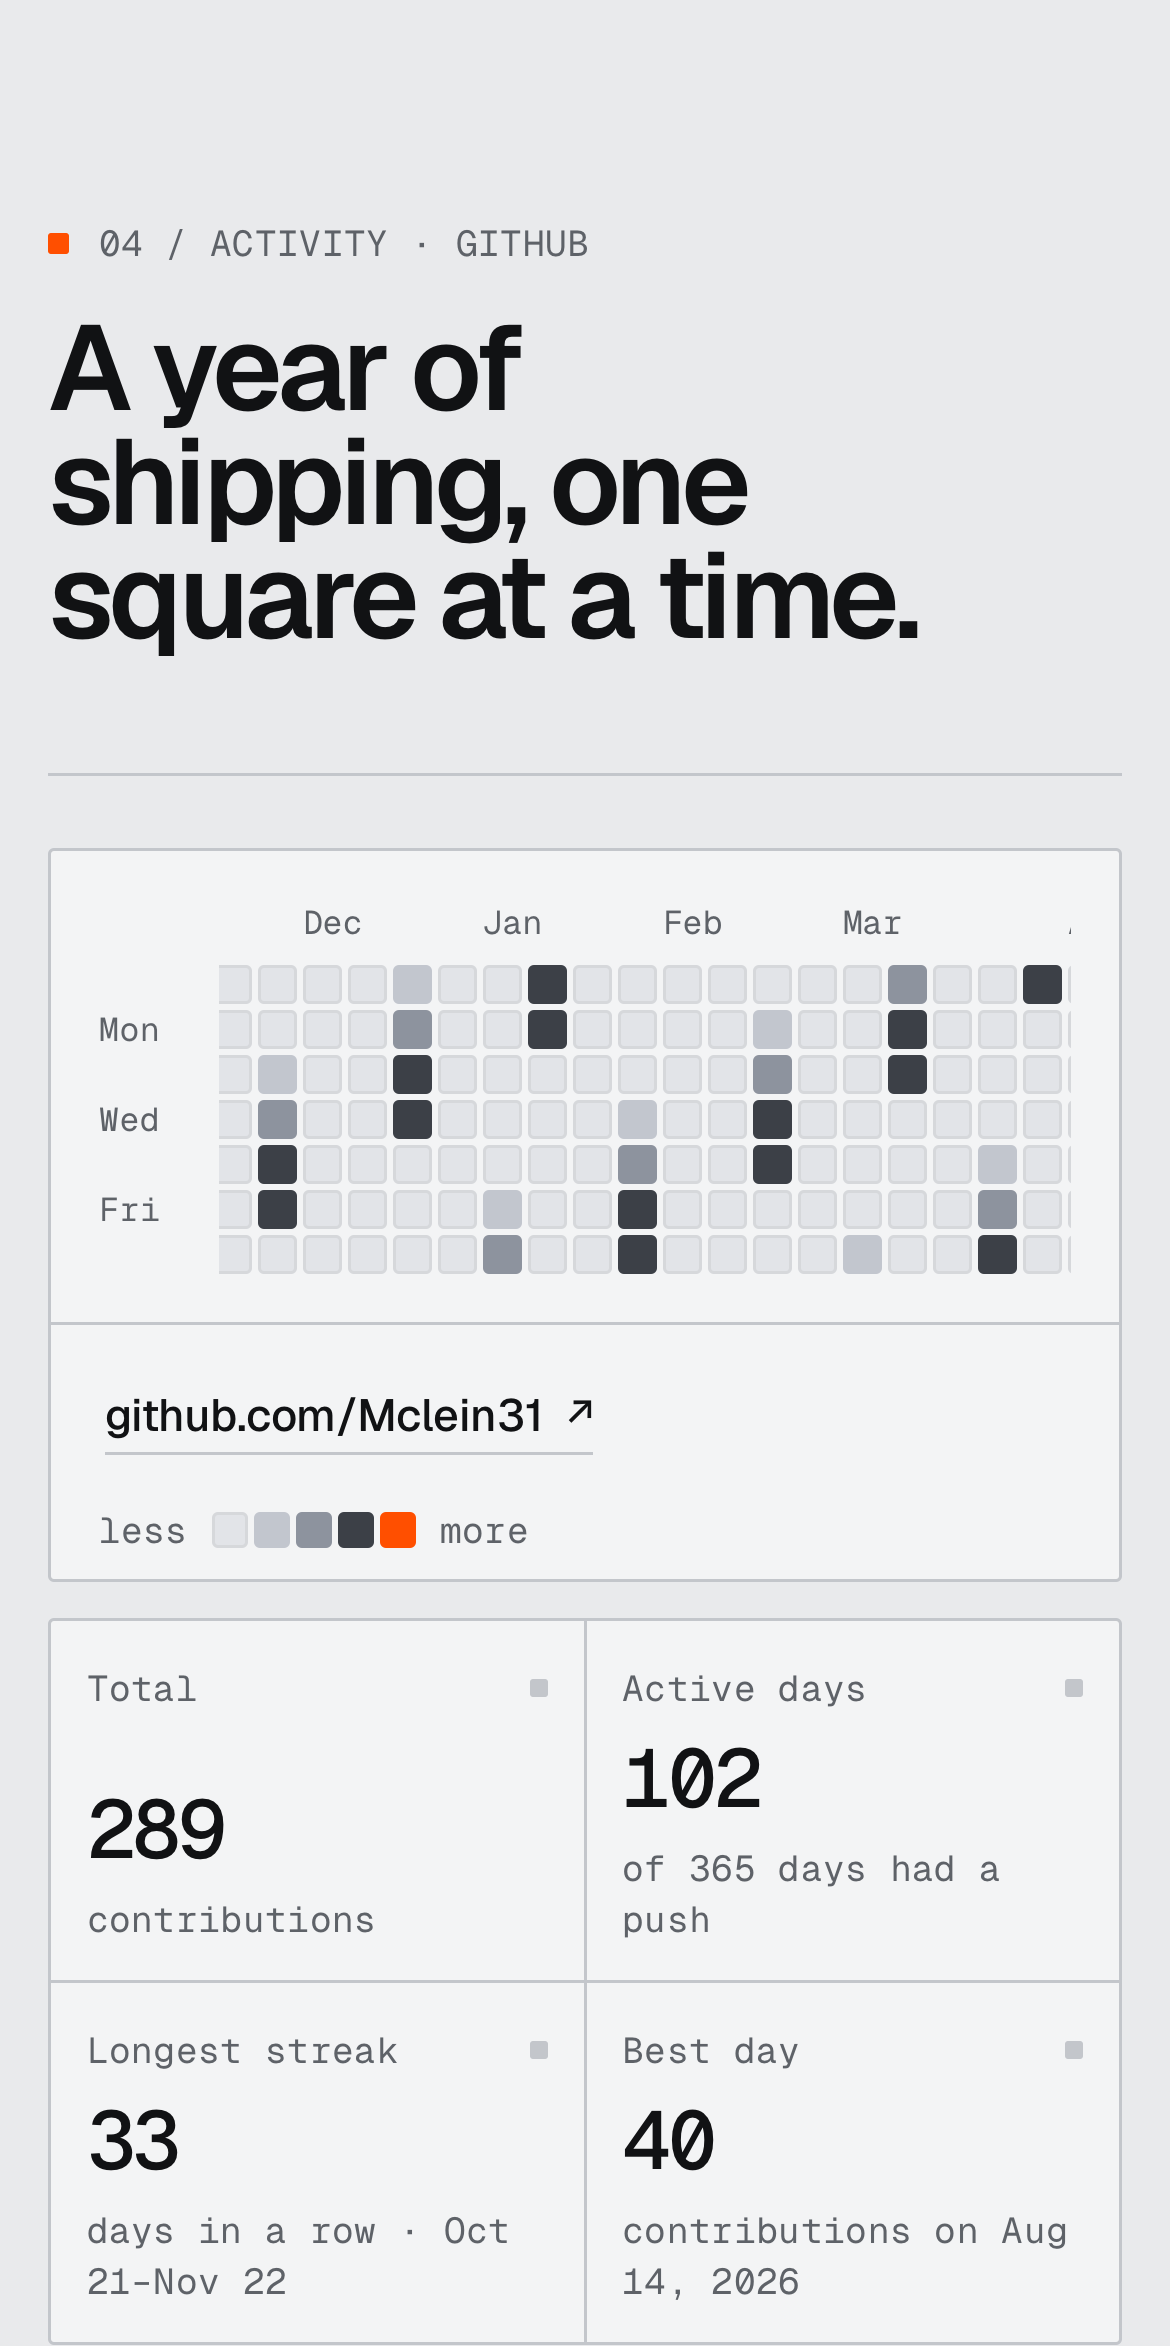 04 / ACTIVITY · GITHUB
A year of
shipping, one
square at a time.
Dec Jan Feb Mar
Mon
Wed
Fri
github.com/Mclein31 ↗
less more
Total
289
contributions
Active days
102
of 365 days had a
push
Longest streak
33
days in a row · Oct
21–Nov 22
Best day
40
contributions on Aug
14, 2026